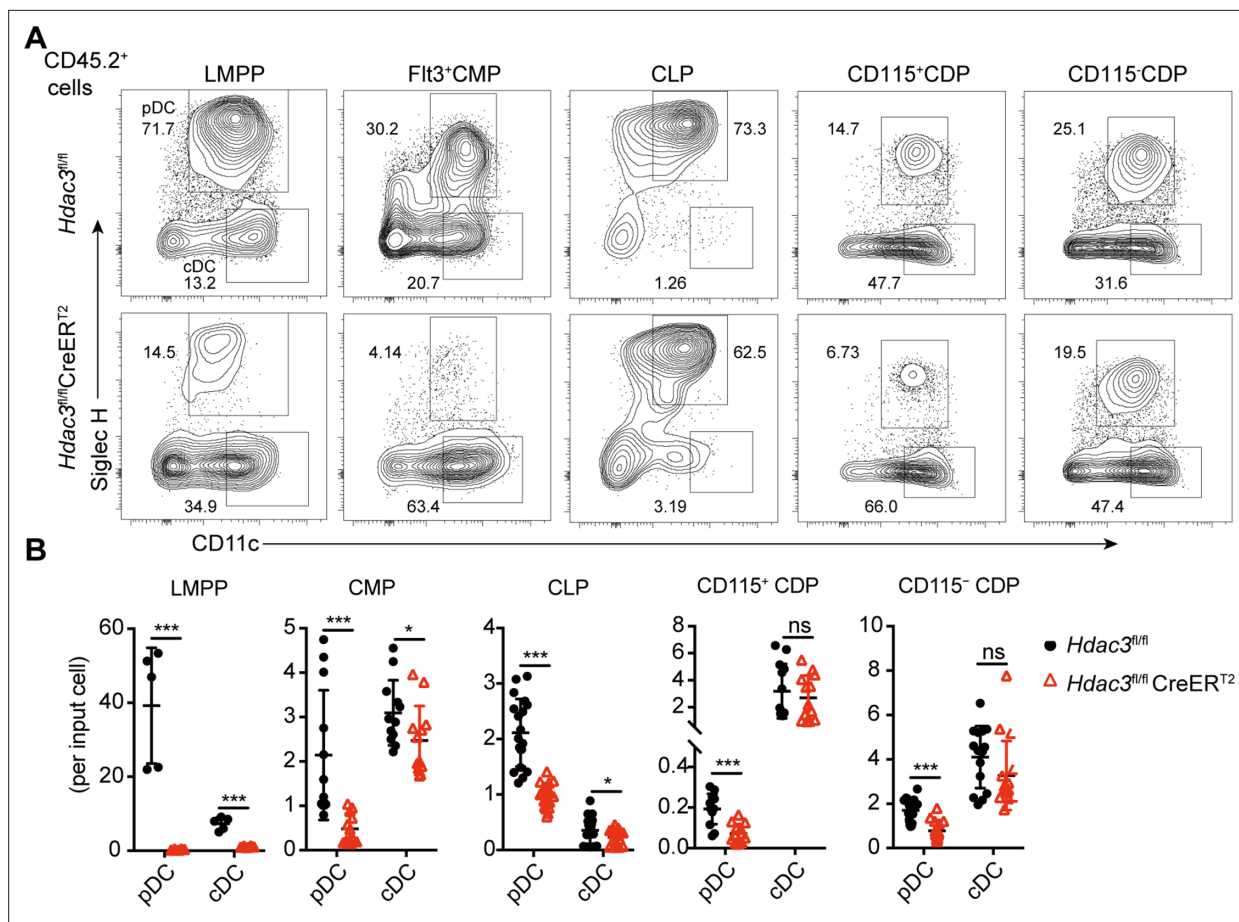 A
CD45.2⁺
cells
LMPP
Flt3⁺CMP
CLP
CD115⁺CDP
CD115⁻CDP
Hdac3fl/fl
pDC
71.7
cDC
13.2
30.2
20.7
73.3
1.26
14.7
47.7
25.1
31.6
Hdac3fl/flCreERT2
14.5
34.9
4.14
63.4
62.5
3.19
6.73
66.0
19.5
47.4
Siglec H
CD11c
B
(per input cell)
LMPP
60
40
20
0
***
***
pDC
cDC
CMP
5
4
3
2
1
0
***
*
pDC
cDC
CLP
4
3
2
1
0
***
*
pDC
cDC
CD115⁺ CDP
8
6
4
2
0.4
0.2
0.0
***
ns
pDC
cDC
CD115⁻ CDP
10
8
6
4
2
0
***
ns
pDC
cDC
Hdac3fl/fl
Hdac3fl/fl CreERT2